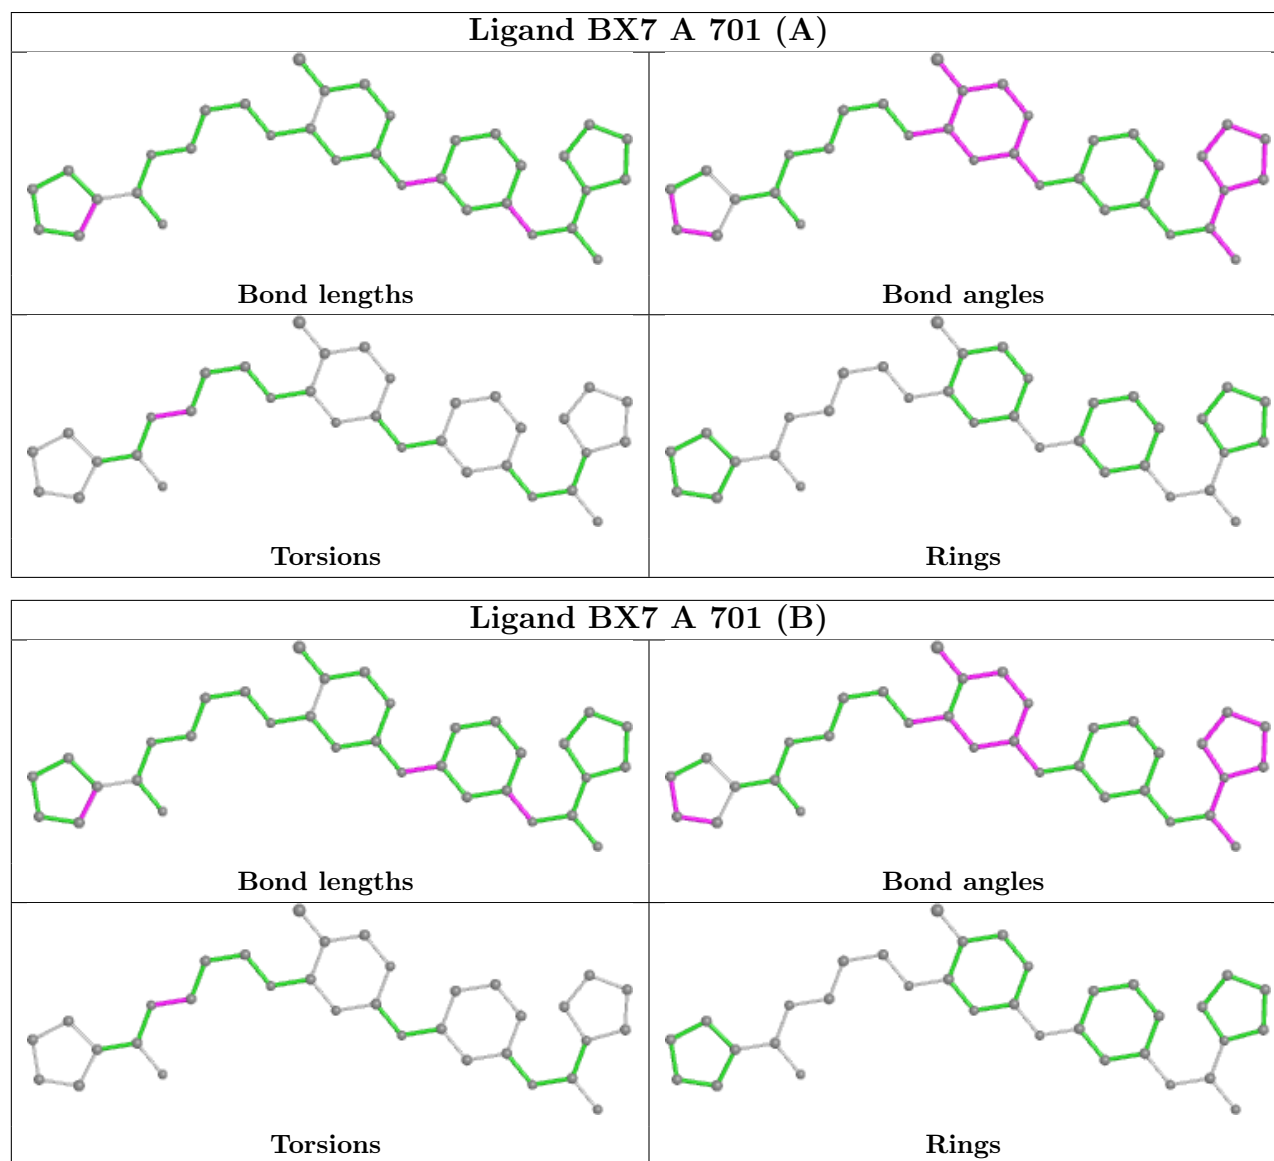 Ligand BX7 A 701 (A)
Bond lengths
Bond angles
Torsions
Rings
Ligand BX7 A 701 (B)
Bond lengths
Bond angles
Torsions
Rings